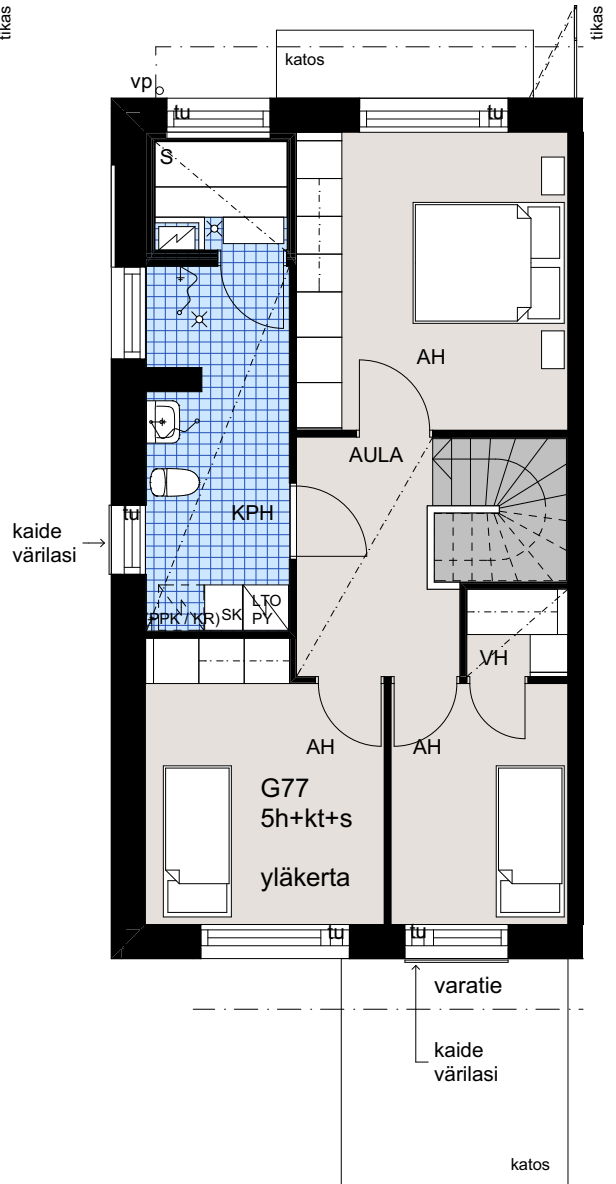 tikas
tikas
katos
vp
tu
tu
S
AH
AULA
KPH
tu
kaide
värilasi
(PPK / KR)
SK
LTO
PY
VH
AH
AH
G77
5h+kt+s
yläkerta
tu
tu
varatie
kaide
värilasi
katos